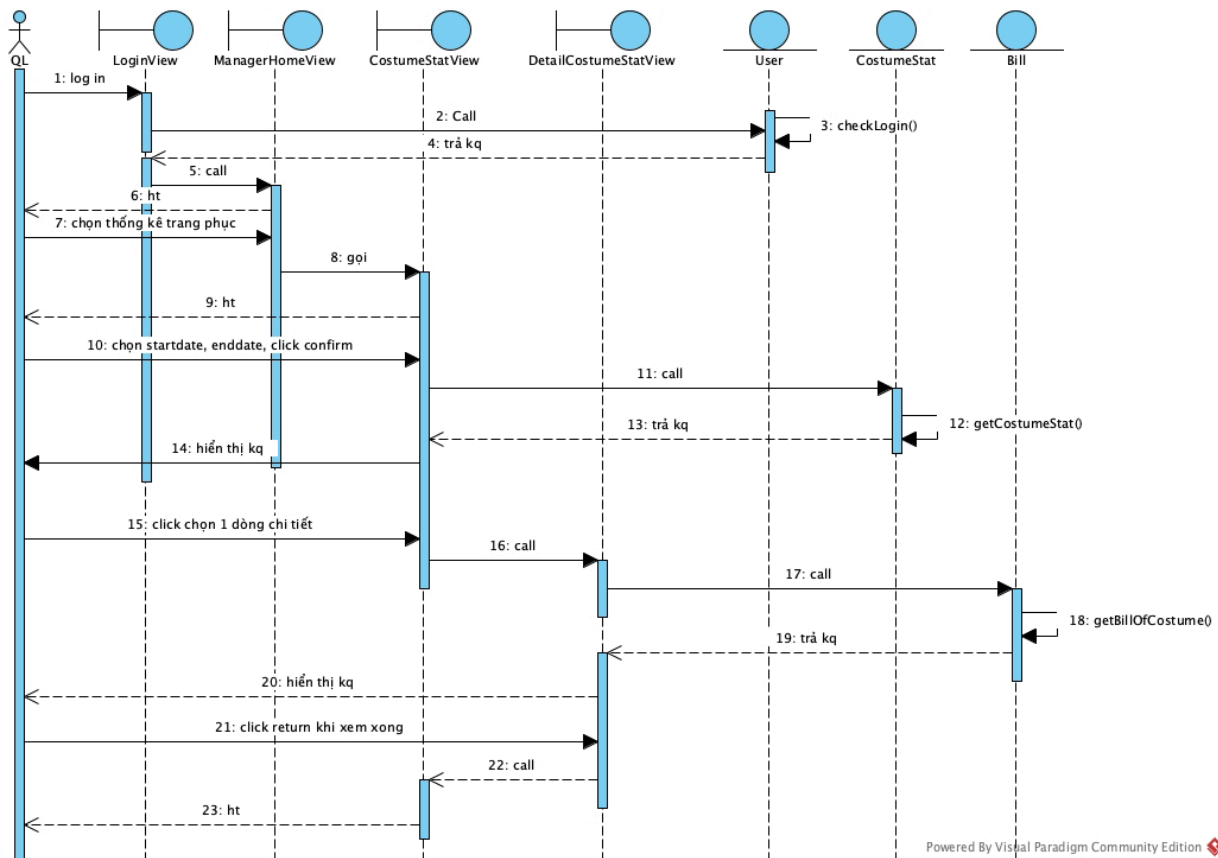 QL
LoginView
ManagerHomeView
CostumeStatView
DetailCostumeStatView
User
CostumeStat
Bill
1: log in
2: Call
3: checkLogin()
4: trả kq
5: call
6: ht
7: chọn thống kê trang phục
8: gọi
9: ht
10: chọn startdate, enddate, click confirm
11: call
12: getCostumeStat()
13: trả kq
14: hiển thị kq
15: click chọn 1 dòng chi tiết
16: call
17: call
18: getBillOfCostume()
19: trả kq
20: hiển thị kq
21: click return khi xem xong
22: call
23: ht
Powered By Visual Paradigm Community Edition